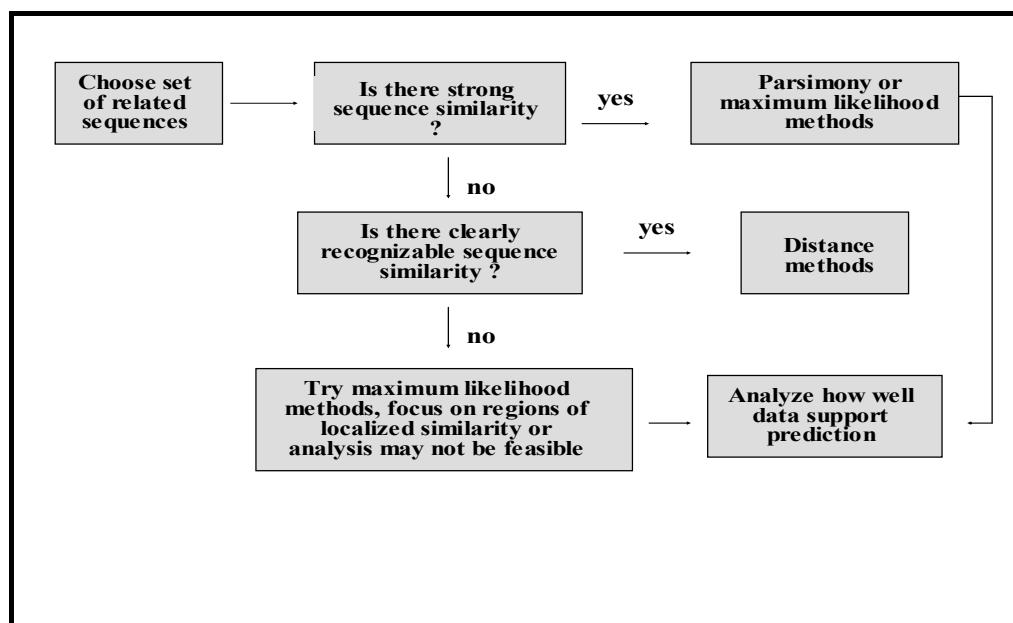 Choose set
of related
sequences
Is there strong
sequence similarity
?
yes
Parsimony or
maximum likelihood
methods
no
Is there clearly
recognizable sequence
similarity ?
yes
Distance
methods
no
Try maximum likelihood
methods, focus on regions of
localized similarity or
analysis may not be feasible
Analyze how well
data support
prediction